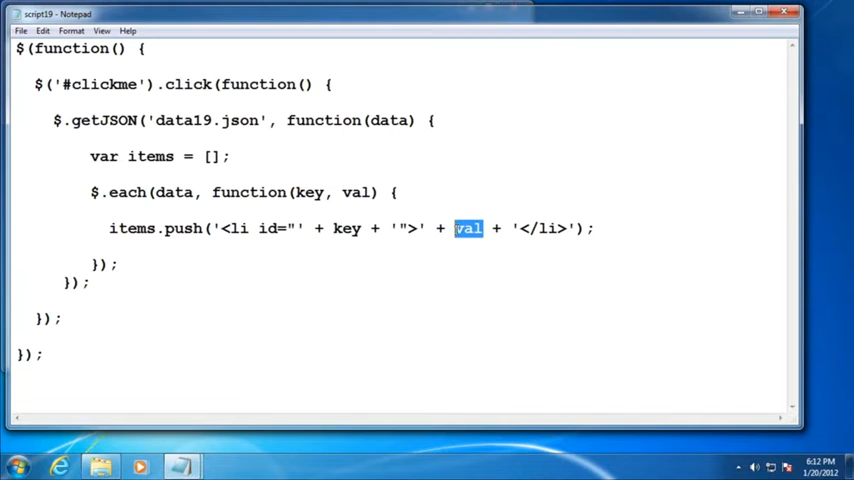 script19 - Notepad
File Edit Format View Help
$(function() {
$('#clickme').click(function() {
$.getJSON('data19.json', function(data) {
var items = [];
$.each(data, function(key, val) {
items.push('<li id="' + key + '">' + val + '</li>');
});
});
});
});
6:12 PM
1/20/2012